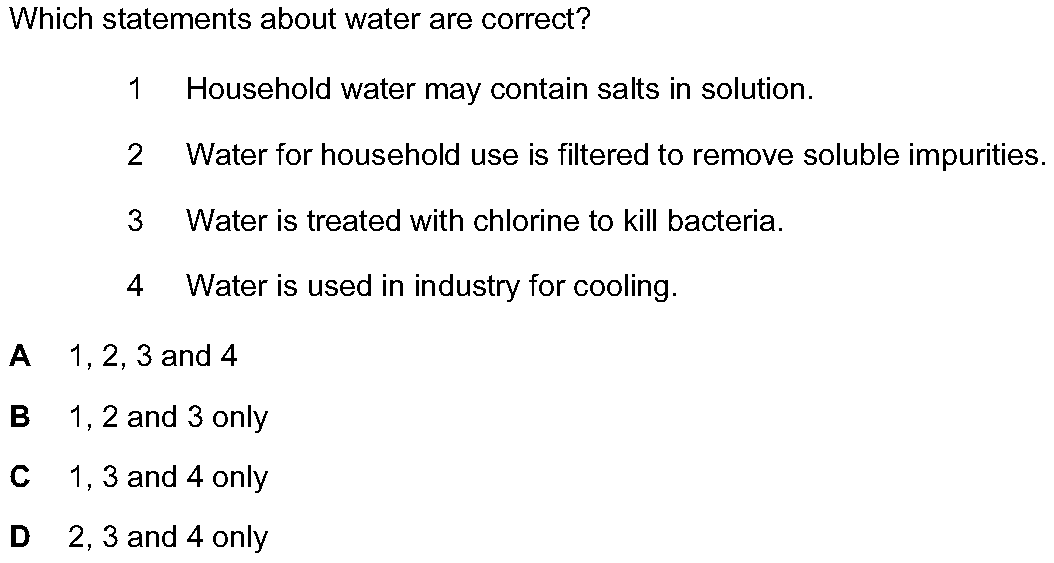 Which statements about water are correct?
1 Household water may contain salts in solution.
2 Water for household use is filtered to remove soluble impurities.
3 Water is treated with chlorine to kill bacteria.
4 Water is used in industry for cooling.
A 1, 2, 3 and 4
B 1, 2 and 3 only
C 1, 3 and 4 only
D 2, 3 and 4 only